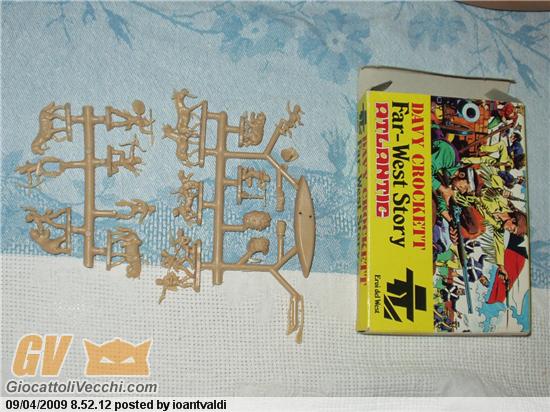 DAVY CROCKETT
Far-West Story
ATLANTIC
Eroi del West
GV
GiocattoliVecchi.com
09/04/2009 8.52.12 posted by ioantvaldi